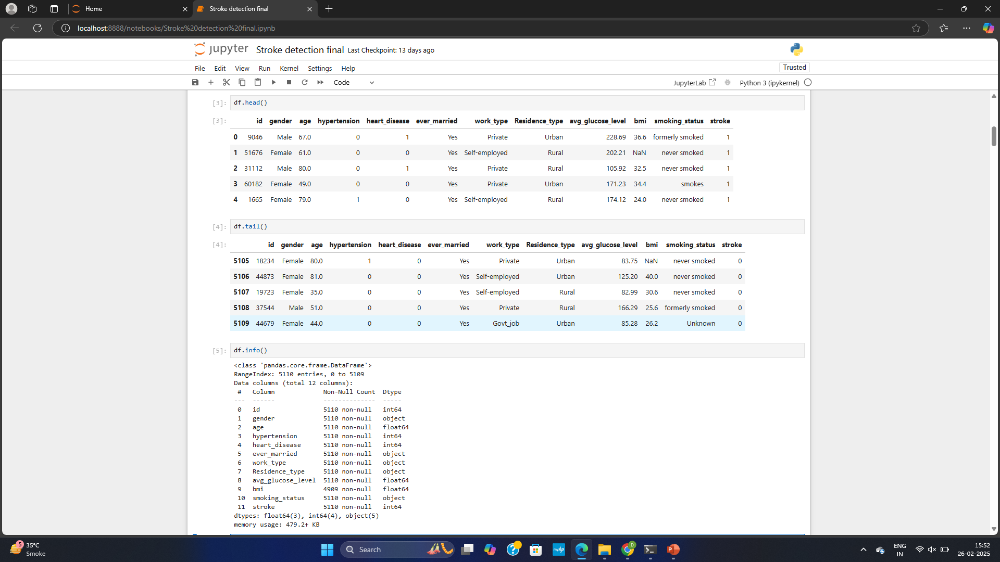 Home
Stroke detection final
localhost:8888/notebooks/Stroke%20detection%20final.ipynb
jupyter Stroke detection final Last Checkpoint: 13 days ago
File Edit View Run Kernel Settings Help Trusted
Code JupyterLab Python 3 (ipykernel)
[3]: df.head()
[3]: id gender age hypertension heart_disease ever_married work_type Residence_type avg_glucose_level bmi smoking_status stroke
0 9046 Male 67.0 0 1 Yes Private Urban 228.69 36.6 formerly smoked 1
1 51676 Female 61.0 0 0 Yes Self-employed Rural 202.21 NaN never smoked 1
2 31112 Male 80.0 0 1 Yes Private Rural 105.92 32.5 never smoked 1
3 60182 Female 49.0 0 0 Yes Private Urban 171.23 34.4 smokes 1
4 1665 Female 79.0 1 0 Yes Self-employed Rural 174.12 24.0 never smoked 1
[4]: df.tail()
[4]: id gender age hypertension heart_disease ever_married work_type Residence_type avg_glucose_level bmi smoking_status stroke
5105 18234 Female 80.0 1 0 Yes Private Urban 83.75 NaN never smoked 0
5106 44873 Female 81.0 0 0 Yes Self-employed Urban 125.20 40.0 never smoked 0
5107 19723 Female 35.0 0 0 Yes Self-employed Rural 82.99 30.6 never smoked 0
5108 37544 Male 51.0 0 0 Yes Private Rural 166.29 25.6 formerly smoked 0
5109 44679 Female 44.0 0 0 Yes Govt_job Urban 85.28 26.2 Unknown 0
[5]: df.info()
<class 'pandas.core.frame.DataFrame'>
RangeIndex: 5110 entries, 0 to 5109
Data columns (total 12 columns):
# Column Non-Null Count Dtype
--- ------ -------------- -----
0 id 5110 non-null int64
1 gender 5110 non-null object
2 age 5110 non-null float64
3 hypertension 5110 non-null int64
4 heart_disease 5110 non-null int64
5 ever_married 5110 non-null object
6 work_type 5110 non-null object
7 Residence_type 5110 non-null object
8 avg_glucose_level 5110 non-null float64
9 bmi 4909 non-null float64
10 smoking_status 5110 non-null object
11 stroke 5110 non-null int64
dtypes: float64(3), int64(4), object(5)
memory usage: 479.2+ KB
5
35°C
Smoke
Search
myhp
D
P
ENG
IN
15:52
26-02-2025